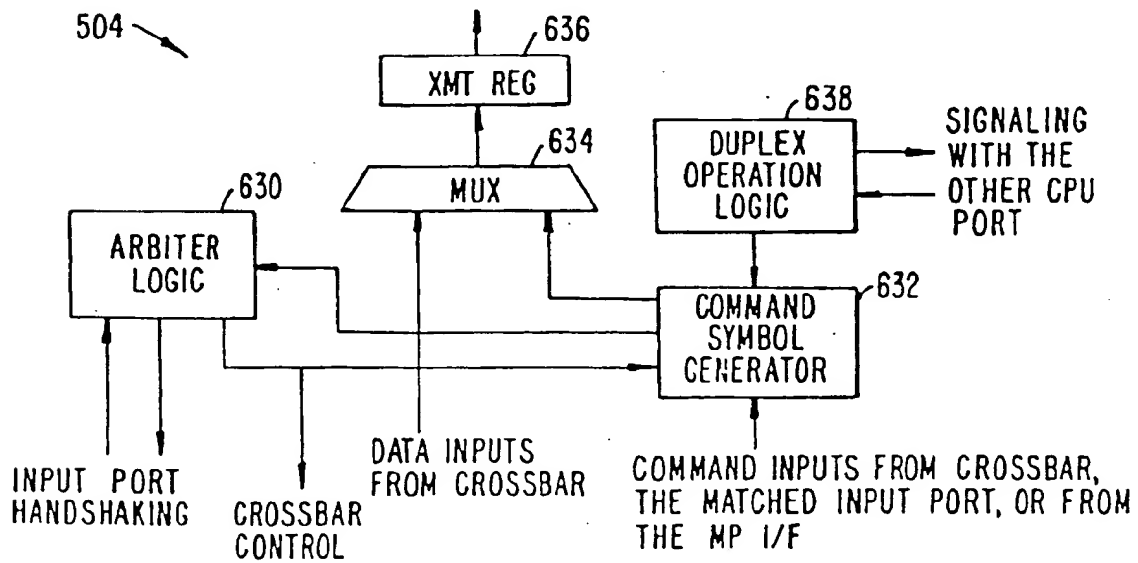 504
636
XMT REG
638
634
DUPLEX
OPERATION
LOGIC
SIGNALING
WITH THE
OTHER CPU
PORT
MUX
630
ARBITER
LOGIC
632
COMMAND
SYMBOL
GENERATOR
INPUT PORT
HANDSHAKING
CROSSBAR
CONTROL
DATA INPUTS
FROM CROSSBAR
COMMAND INPUTS FROM CROSSBAR,
THE MATCHED INPUT PORT, OR FROM
THE MP I/F